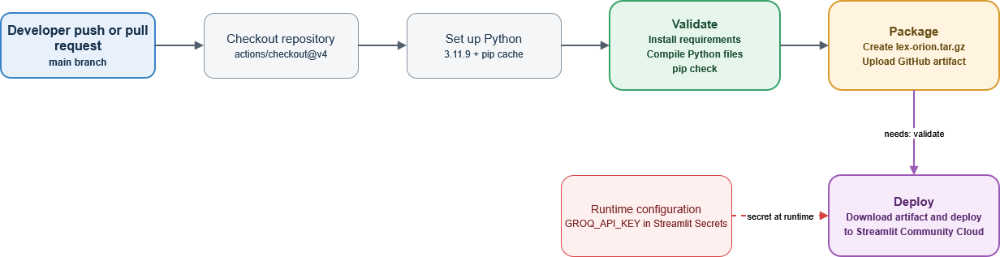 Developer push or pull
request
main branch
Checkout repository
actions/checkout@v4
Set up Python
3.11.9 + pip cache
Validate
Install requirements
Compile Python files
pip check
Package
Create lex-orion.tar.gz
Upload GitHub artifact
needs: validate
Runtime configuration
GROQ_API_KEY in Streamlit Secrets
secret at runtime
Deploy
Download artifact and deploy
to Streamlit Community Cloud